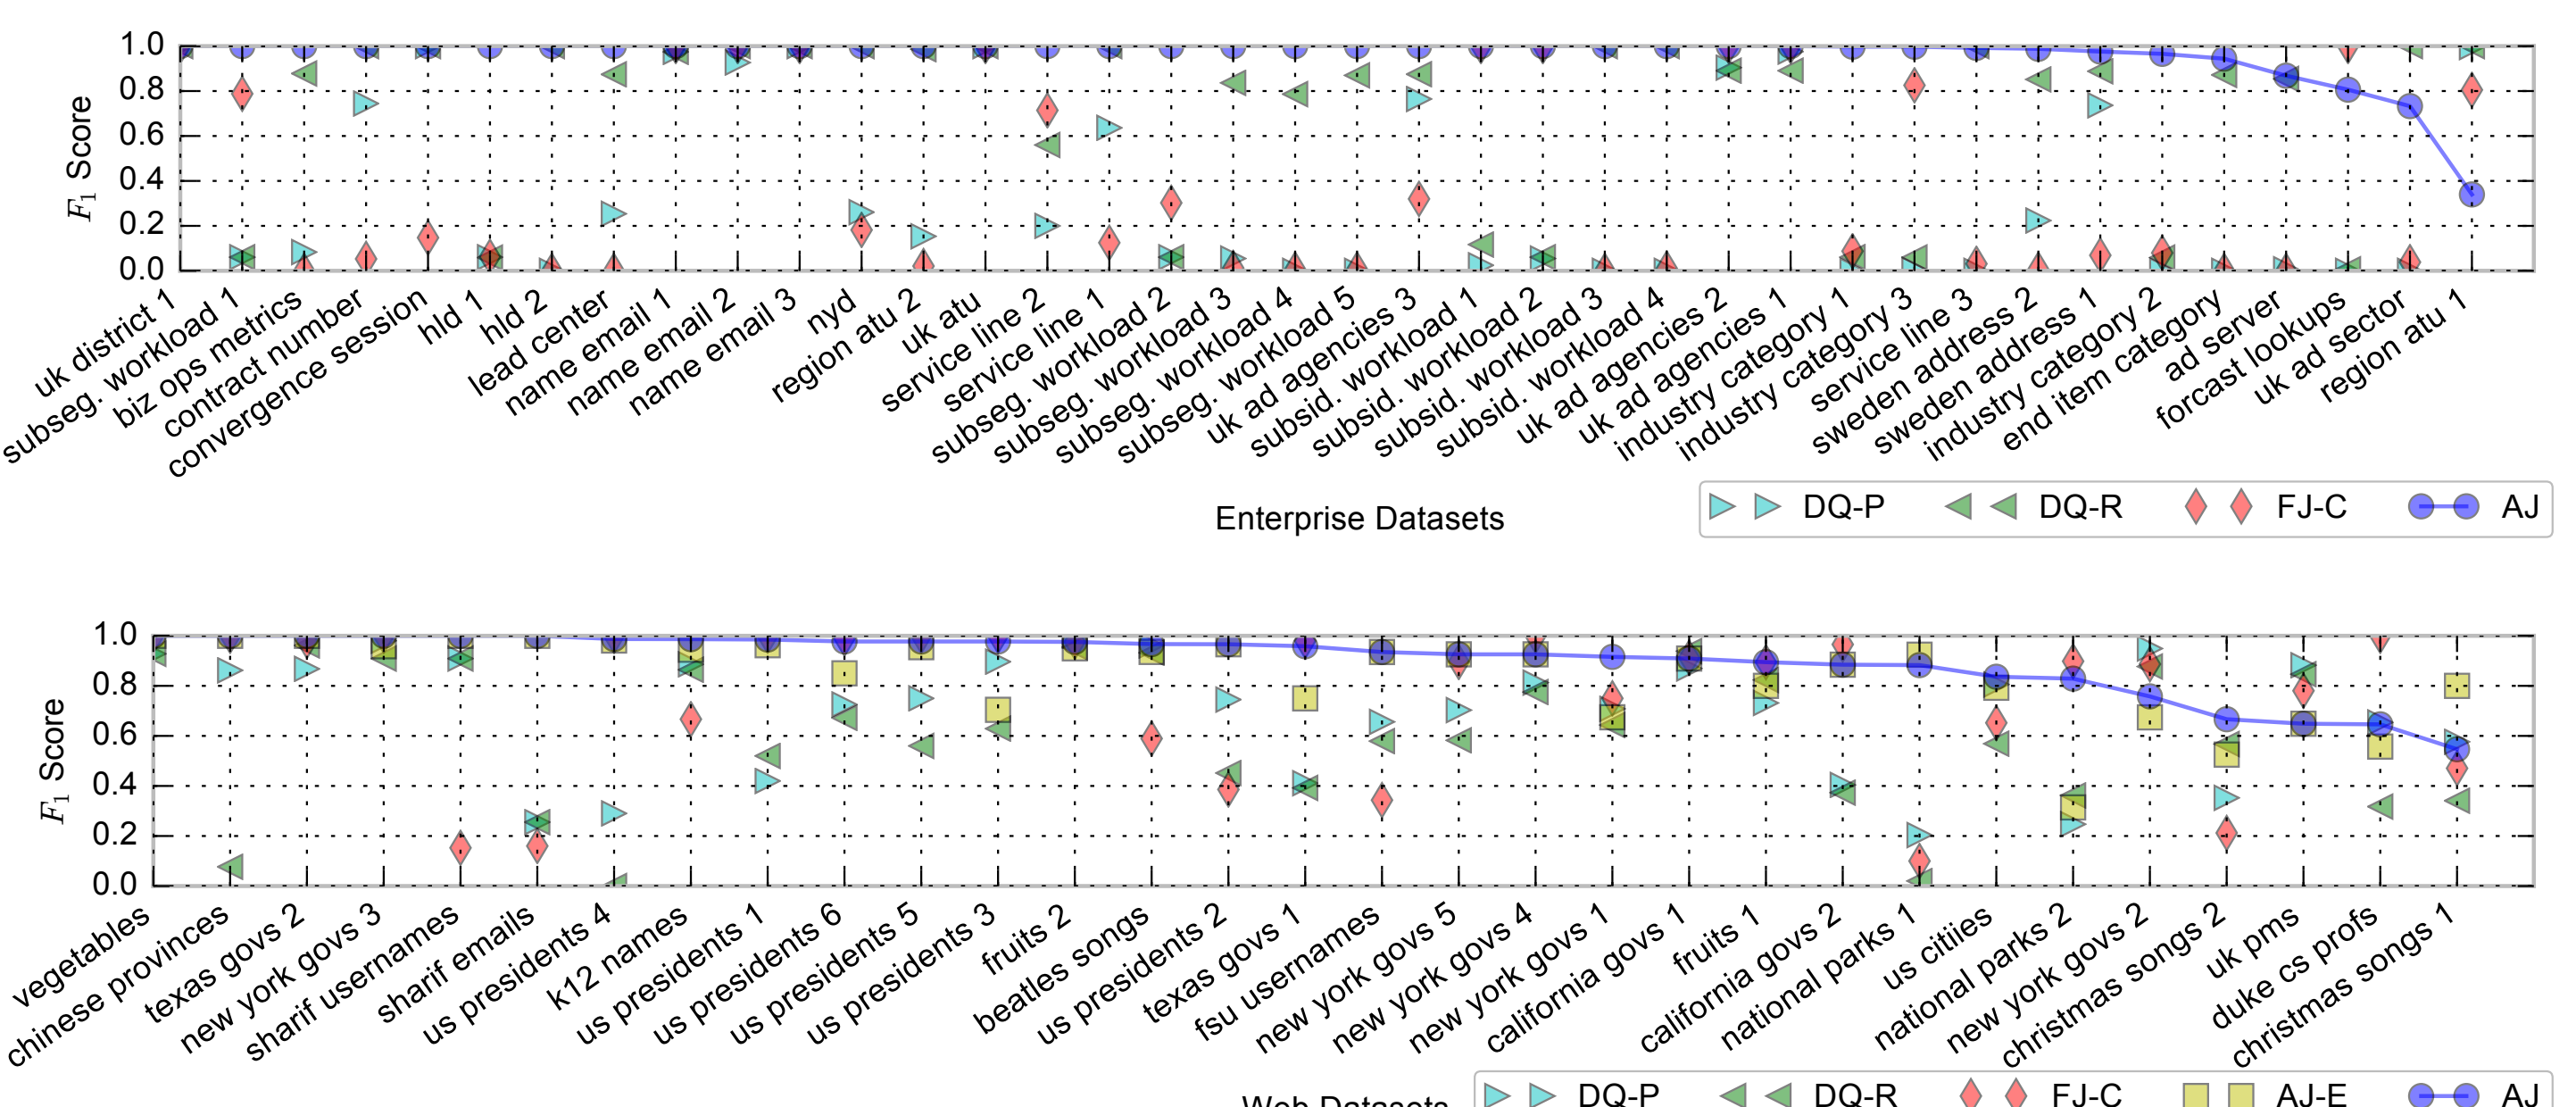 1.0
0.8
0.6
0.4
0.2
0.0
F1 Score
uk district 1
subseg. workload 1
biz ops metrics
contract number
convergence session
hld 1
hld 2
lead center
name email 1
name email 2
name email 3
nyd
region atu 2
uk atu
service line 2
service line 1
subseg. workload 2
subseg. workload 3
subseg. workload 4
subseg. workload 5
uk ad agencies 3
subsid. workload 1
subsid. workload 2
subsid. workload 3
subsid. workload 4
uk ad agencies 2
uk ad agencies 1
industry category 1
industry category 3
service line 3
sweden address 2
sweden address 1
industry category 2
end item category
ad server
forcast lookups
uk ad sector
region atu 1
Enterprise Datasets
DQ-P DQ-R FJ-C AJ
1.0
0.8
0.6
0.4
0.2
0.0
F1 Score
vegetables
chinese provinces
texas govs 2
new york govs 3
sharif usernames
sharif emails
us presidents 4
k12 names
us presidents 1
us presidents 6
us presidents 5
us presidents 3
fruits 2
beatles songs
us presidents 2
texas govs 1
fsu usernames
new york govs 5
new york govs 4
new york govs 1
california govs 1
fruits 1
california govs 2
national parks 1
us citiies
national parks 2
new york govs 2
christmas songs 2
uk pms
duke cs profs
christmas songs 1
Web Datasets
DQ-P DQ-R FJ-C AJ-E AJ